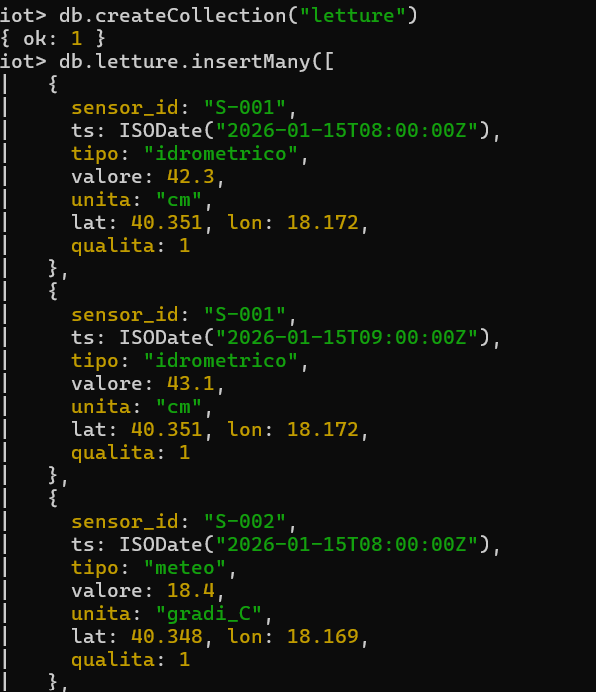 iot> db.createCollection("letture")
{ ok: 1 }
iot> db.letture.insertMany([
|   {
|     sensor_id: "S-001",
|     ts: ISODate("2026-01-15T08:00:00Z"),
|     tipo: "idrometrico",
|     valore: 42.3,
|     unita: "cm",
|     lat: 40.351, lon: 18.172,
|     qualita: 1
|   },
|   {
|     sensor_id: "S-001",
|     ts: ISODate("2026-01-15T09:00:00Z"),
|     tipo: "idrometrico",
|     valore: 43.1,
|     unita: "cm",
|     lat: 40.351, lon: 18.172,
|     qualita: 1
|   },
|   {
|     sensor_id: "S-002",
|     ts: ISODate("2026-01-15T08:00:00Z"),
|     tipo: "meteo",
|     valore: 18.4,
|     unita: "gradi_C",
|     lat: 40.348, lon: 18.169,
|     qualita: 1
|   },